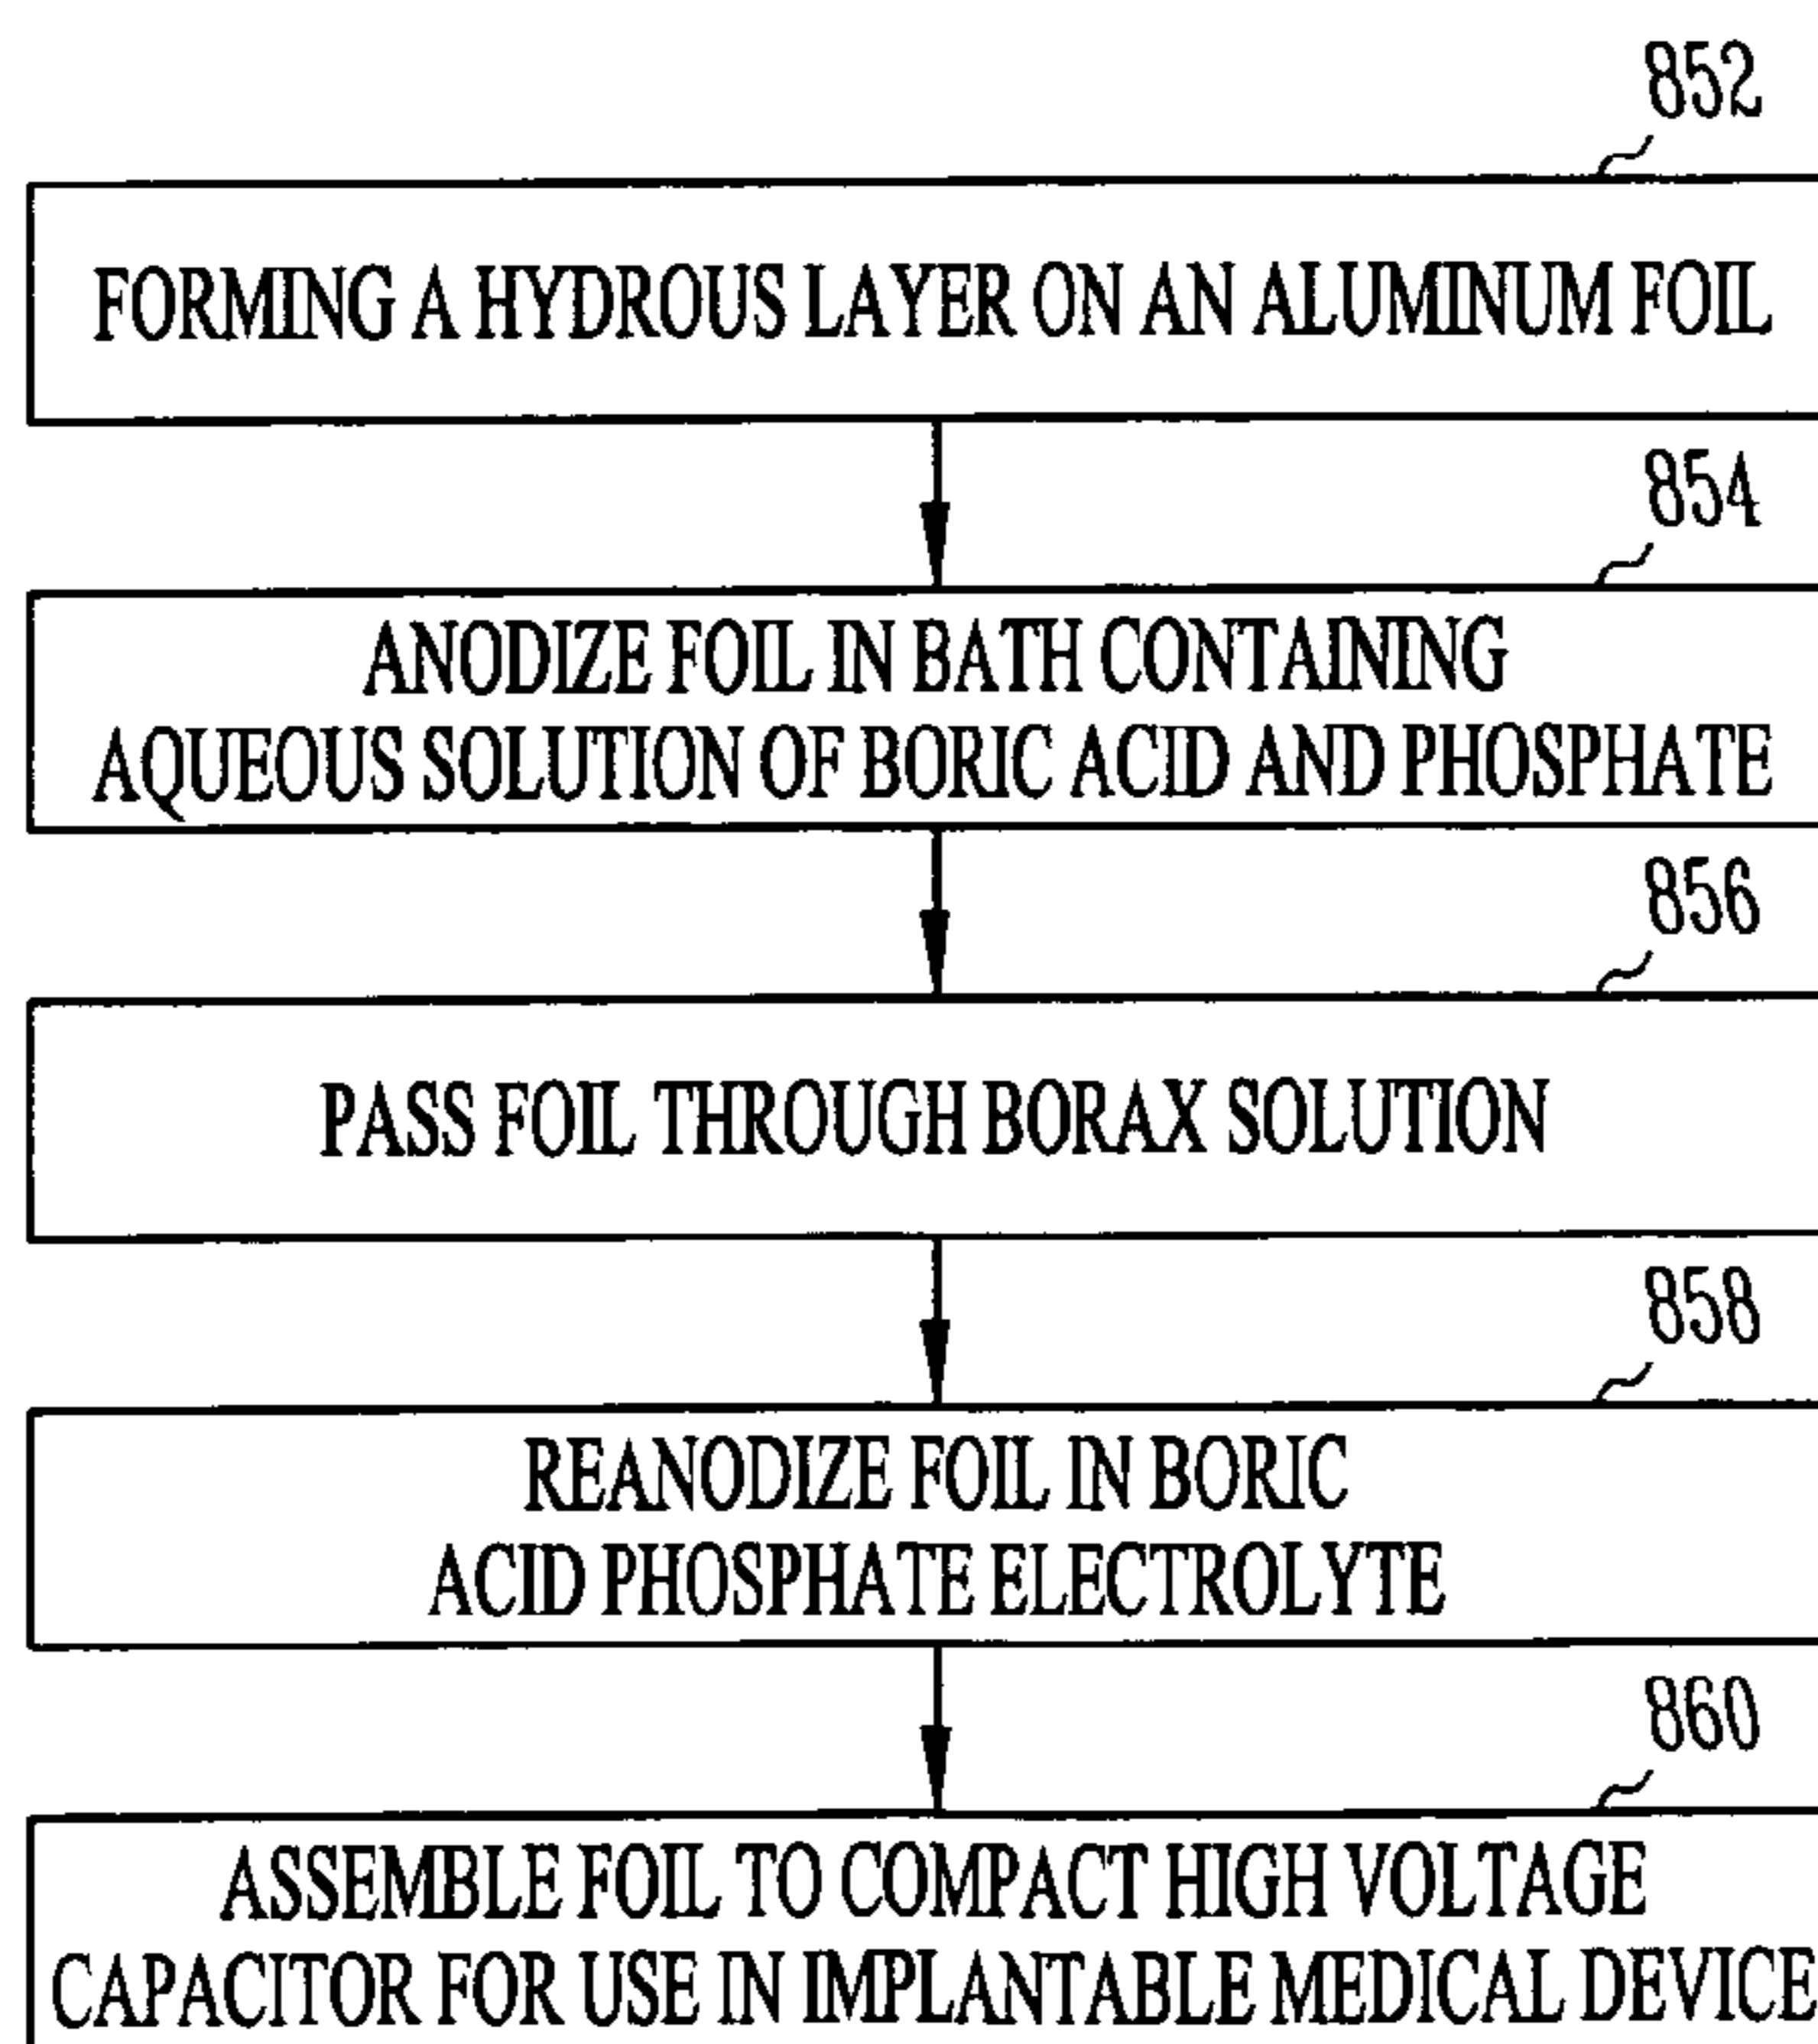 852
FORMING A HYDROUS LAYER ON AN ALUMINUM FOIL
854
ANODIZE FOIL IN BATH CONTAINING
AQUEOUS SOLUTION OF BORIC ACID AND PHOSPHATE
856
PASS FOIL THROUGH BORAX SOLUTION
858
REANODIZE FOIL IN BORIC
ACID PHOSPHATE ELECTROLYTE
860
ASSEMBLE FOIL TO COMPACT HIGH VOLTAGE
CAPACITOR FOR USE IN IMPLANTABLE MEDICAL DEVICE